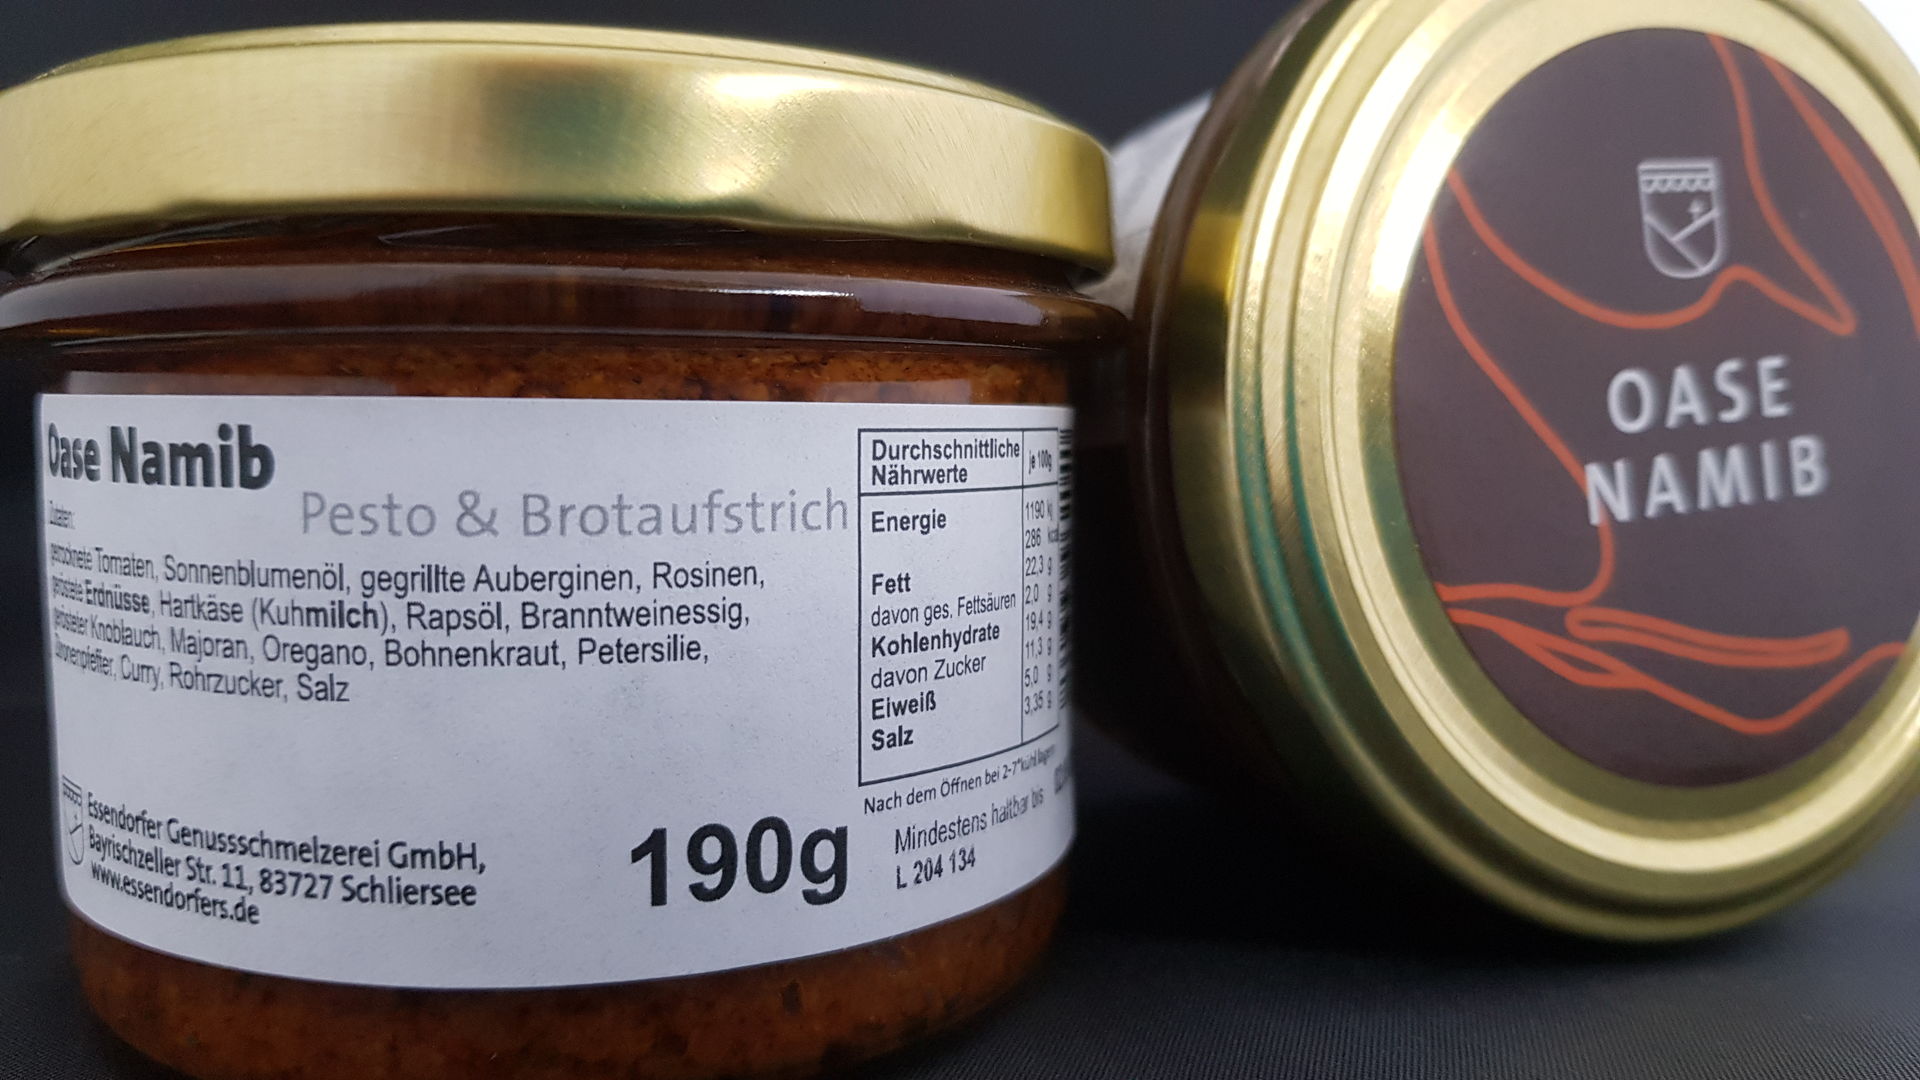 Oase Namib
Pesto & Brotaufstrich
Zutaten:
getrocknete Tomaten, Sonnenblumenöl, gegrillte Auberginen, Rosinen,
geröstete Erdnüsse, Hartkäse (Kuhmilch), Rapsöl, Branntweinessig,
gerösteter Knoblauch, Majoran, Oregano, Bohnenkraut, Petersilie,
Zitronenpfeffer, Curry, Rohrzucker, Salz
Essendorfer Genussschmelzerei GmbH,
Bayrischzeller Str. 11, 83727 Schliersee
www.essendorfers.de
190g
Durchschnittliche Nährwerte
je 100g
Energie
1190 kj
286 kcal
Fett
22,3 g
davon ges. Fettsäuren
2,0 g
Kohlenhydrate
19,4 g
davon Zucker
11,3 g
Eiweiß
5,0 g
Salz
3,35 g
Nach dem Öffnen bei 2-7° kühl lagern
Mindestens haltbar bis
L 204 134
OASE
NAMIB